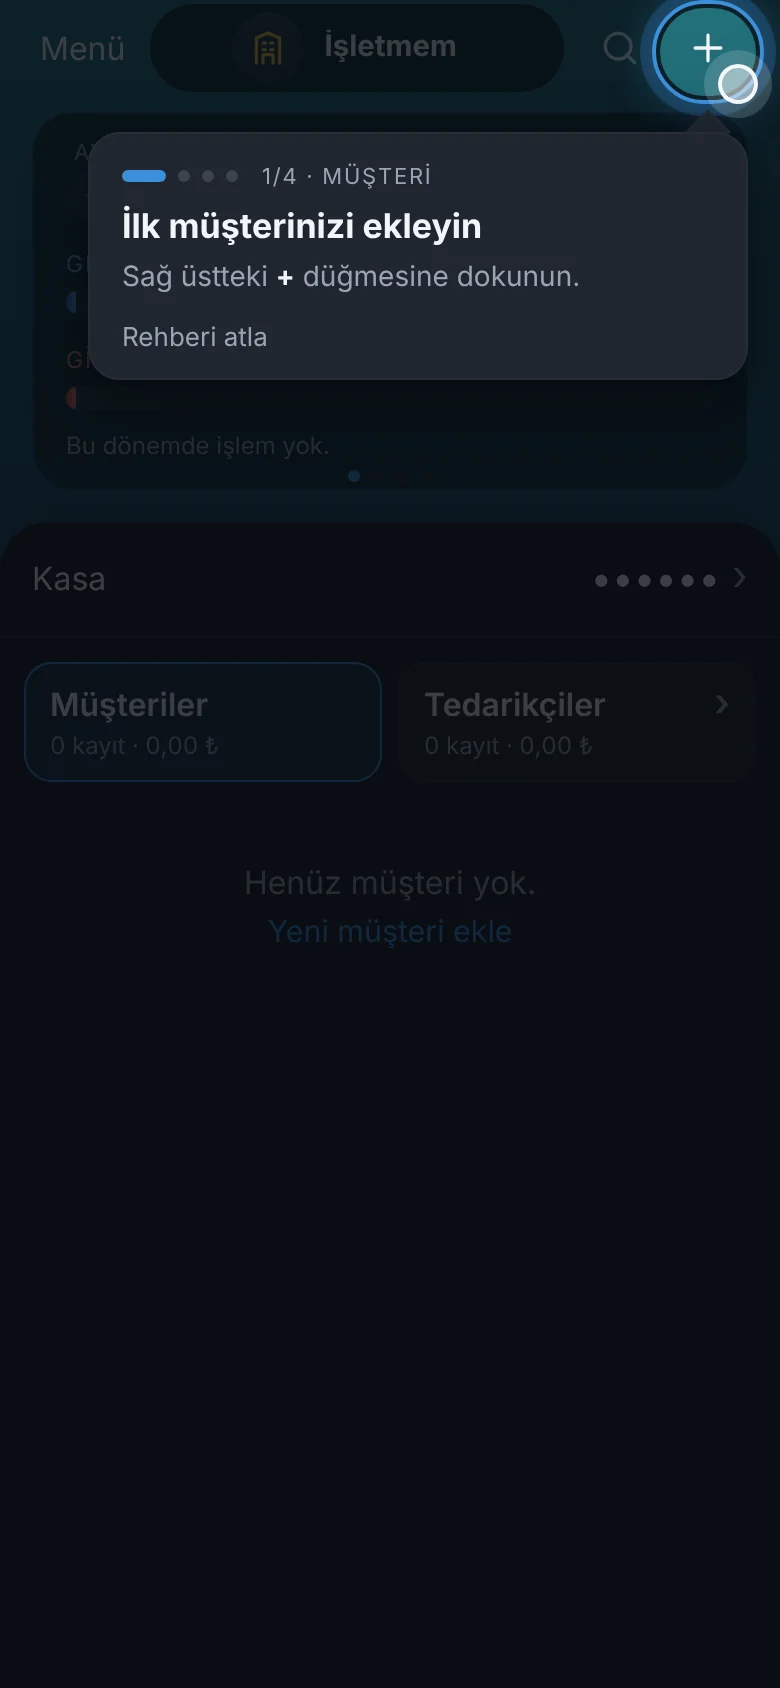 Menü
İşletmem
1/4 · MÜŞTERİ
İlk müşterinizi ekleyin
Sağ üstteki + düğmesine dokunun.
Rehberi atla
Bu dönemde işlem yok.
Kasa
Müşteriler
0 kayıt · 0,00 ₺
Tedarikçiler
0 kayıt · 0,00 ₺
Henüz müşteri yok.
Yeni müşteri ekle